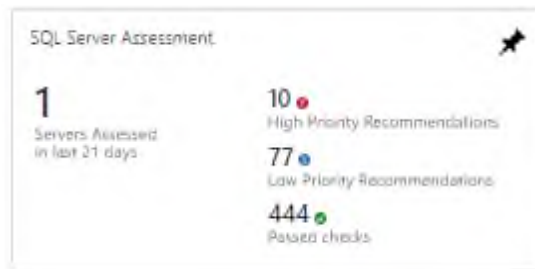 SQL Server Assessment
1
Servers Assessed
in last 21 days
10
High Priority Recommendations
77
Low Priority Recommendations
444
Passed checks